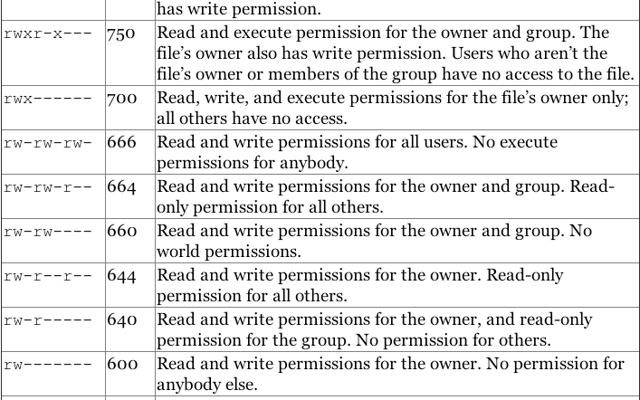 has write permission.
rwxr-x--- 750 Read and execute permission for the owner and group. The
file’s owner also has write permission. Users who aren’t the
file’s owner or members of the group have no access to the file.
rwx------ 700 Read, write, and execute permissions for the file’s owner only;
all others have no access.
rw-rw-rw- 666 Read and write permissions for all users. No execute
permissions for anybody.
rw-rw-r-- 664 Read and write permissions for the owner and group. Read-
only permission for all others.
rw-rw---- 660 Read and write permissions for the owner and group. No
world permissions.
rw-r--r-- 644 Read and write permissions for the owner. Read-only
permission for all others.
rw-r----- 640 Read and write permissions for the owner, and read-only
permission for the group. No permission for others.
rw------- 600 Read and write permissions for the owner. No permission for
anybody else.